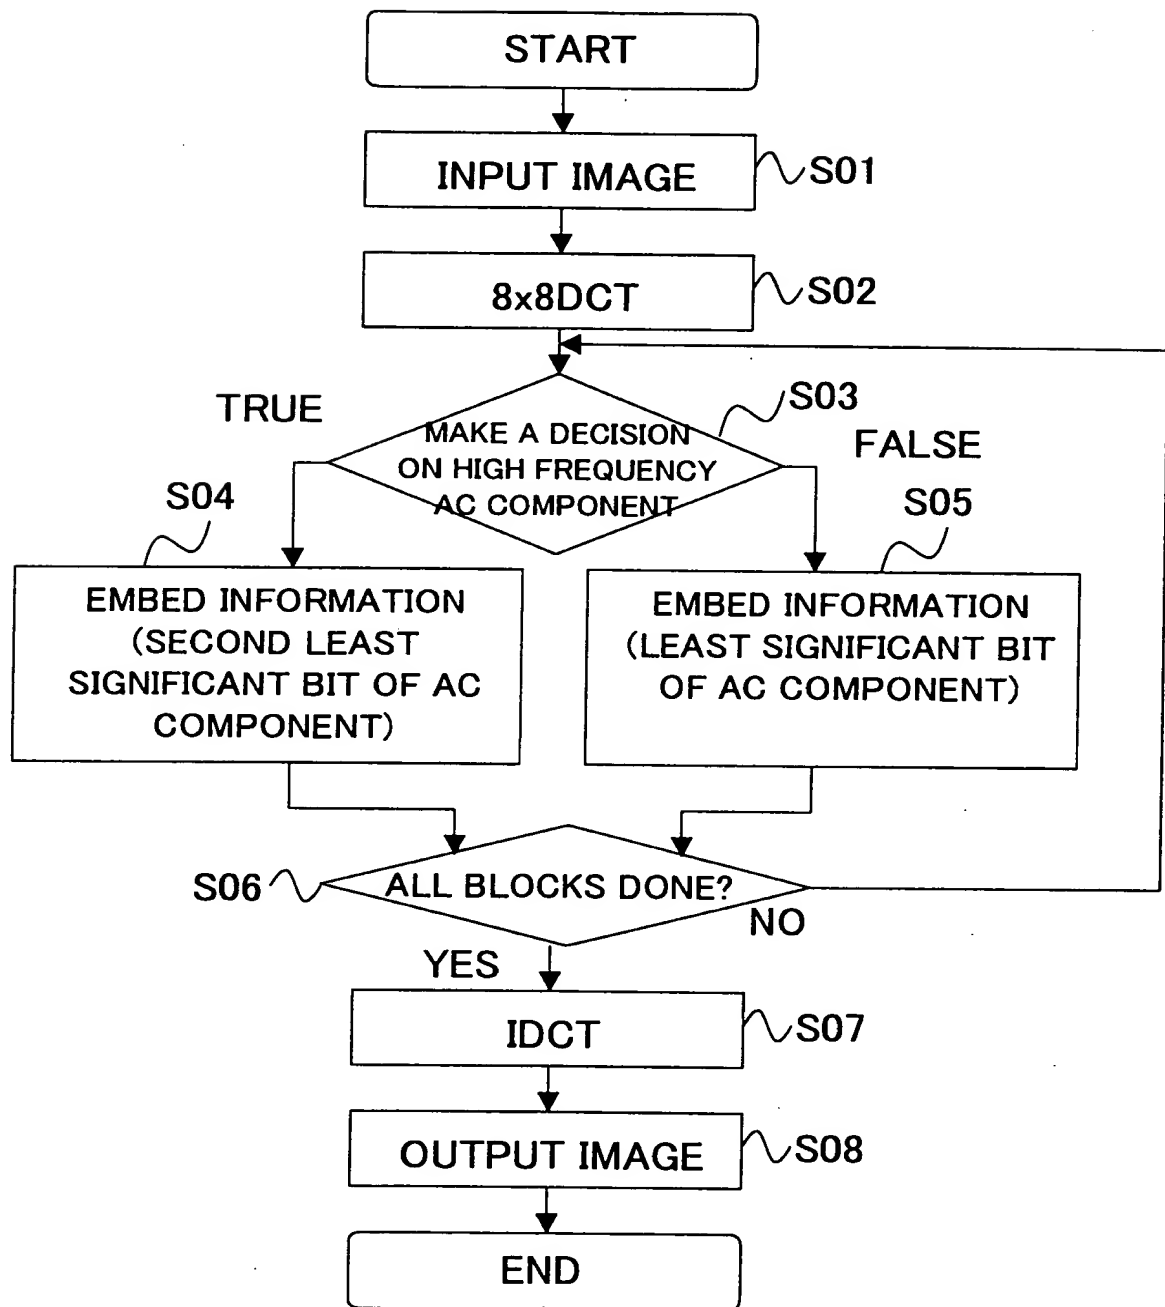 START
INPUT IMAGE
S01
8x8DCT
S02
S03
TRUE
MAKE A DECISION
ON HIGH FREQUENCY
AC COMPONENT
FALSE
S04
S05
EMBED INFORMATION
(SECOND LEAST
SIGNIFICANT BIT OF AC
COMPONENT)
EMBED INFORMATION
(LEAST SIGNIFICANT BIT
OF AC COMPONENT)
S06
ALL BLOCKS DONE?
NO
YES
IDCT
S07
OUTPUT IMAGE
S08
END